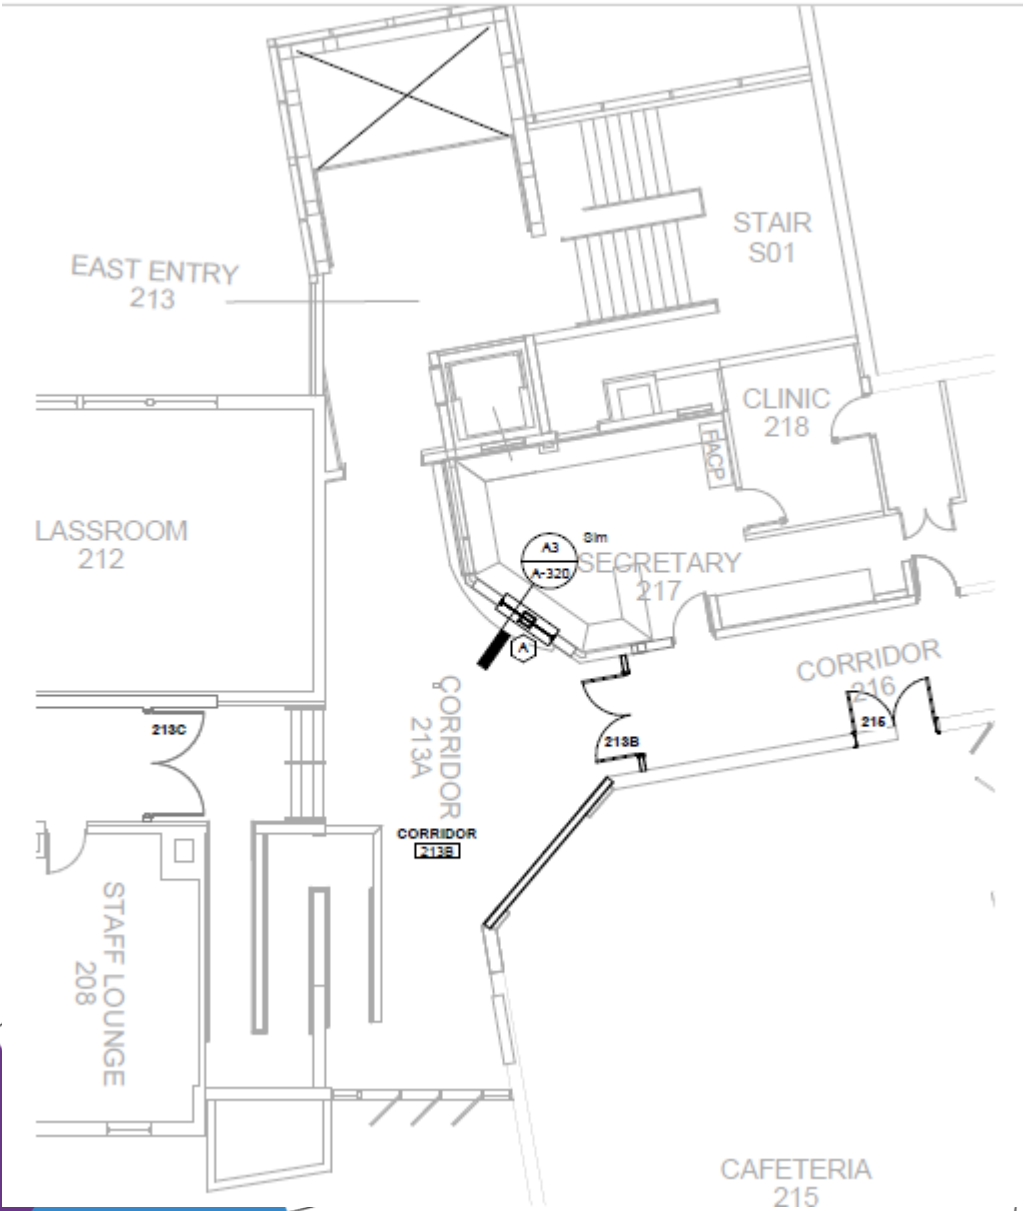 STAIR
S01
EAST ENTRY
213
CLINIC
218
FACP
LASSROOM
212
A3
A-320
Sim
SECRETARY
217
A
CORRIDOR
216
CORRIDOR
213A
213C
213B
215
CORRIDOR
213B
STAFF LOUNGE
208
CAFETERIA
215